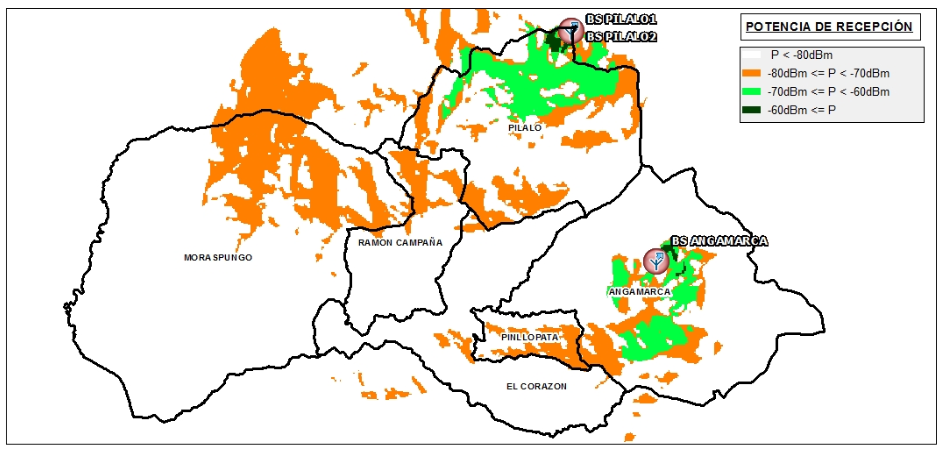 BS PILALO1
BS PILALO2
POTENCIA DE RECEPCIÓN
P < -80dBm
-80dBm <= P < -70dBm
-70dBm <= P < -60dBm
-60dBm <= P
PILALO
RAMON CAMPAÑA
MORASPUNGO
BS ANGAMARCA
ANGAMARCA
PINLLOPATA
EL CORAZON